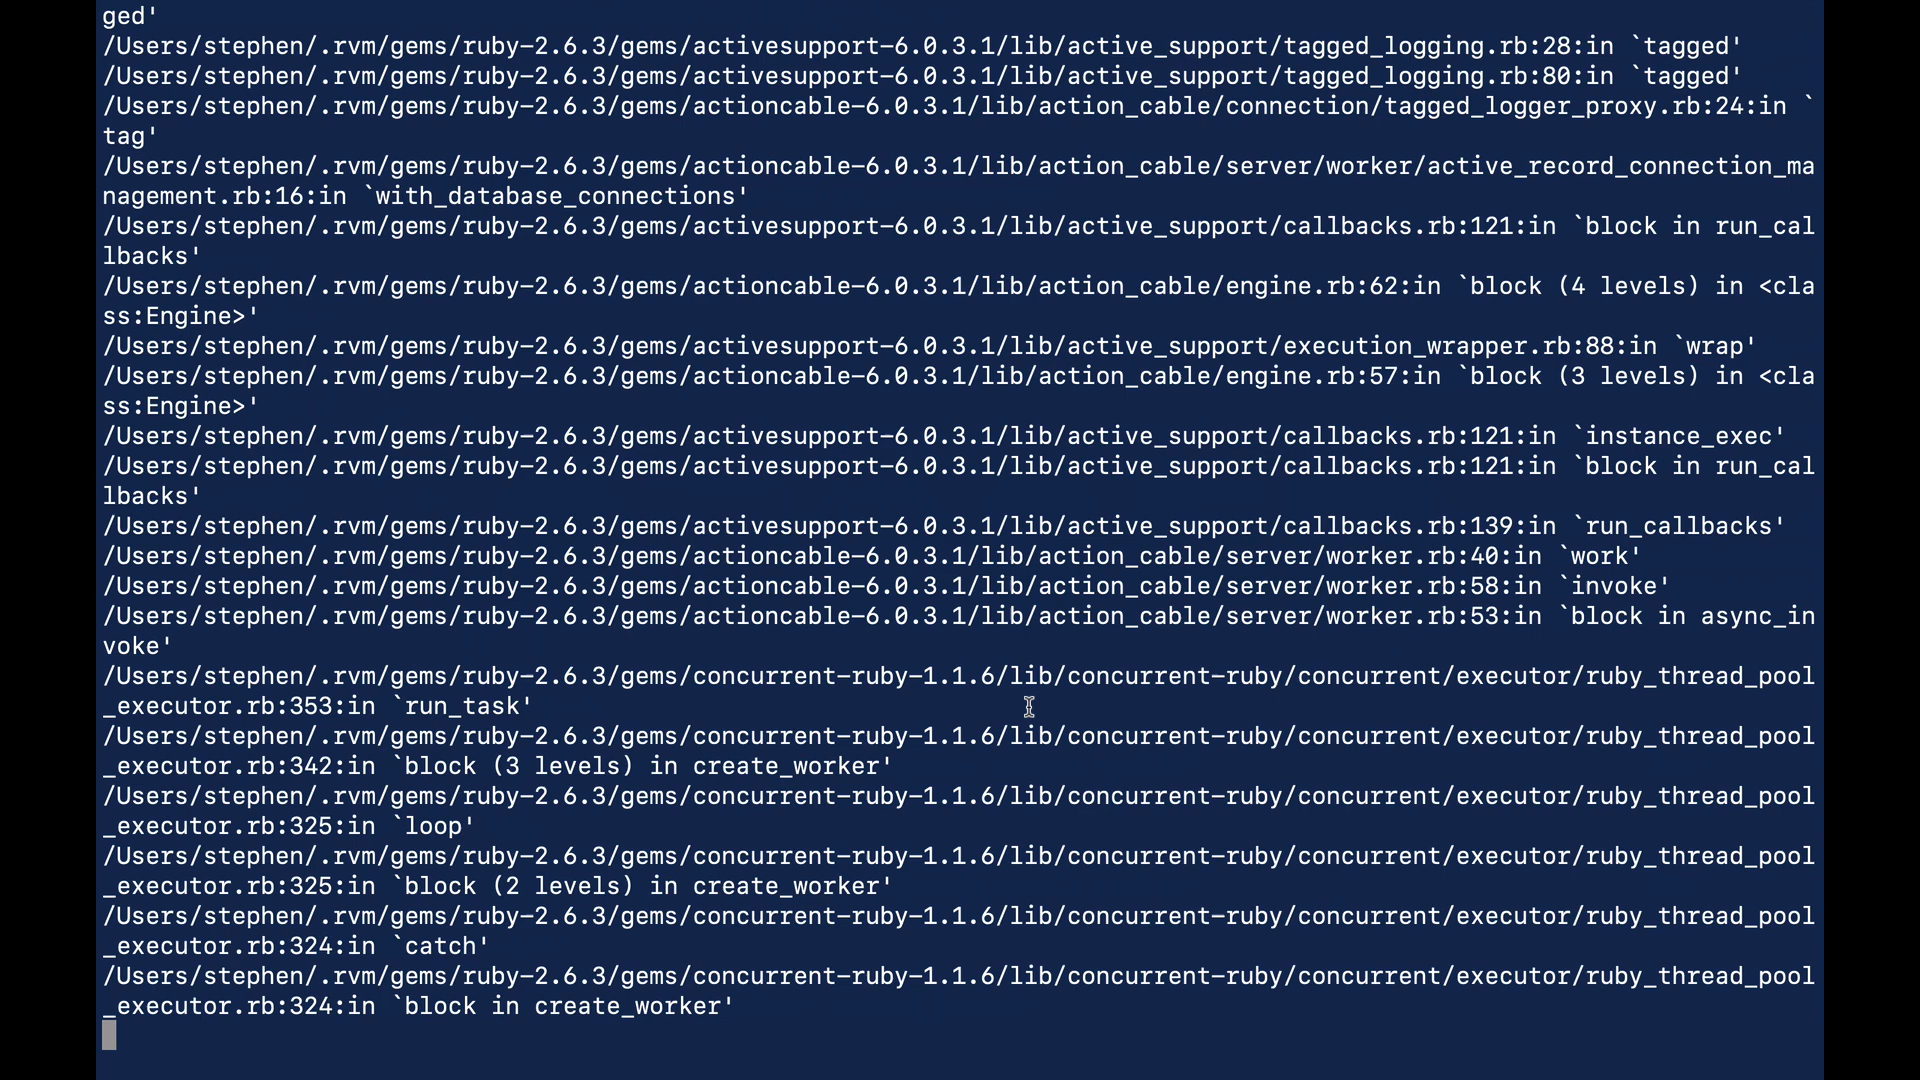 ged'
/Users/stephen/.rvm/gems/ruby-2.6.3/gems/activesupport-6.0.3.1/lib/active_support/tagged_logging.rb:28:in `tagged'
/Users/stephen/.rvm/gems/ruby-2.6.3/gems/activesupport-6.0.3.1/lib/active_support/tagged_logging.rb:80:in `tagged'
/Users/stephen/.rvm/gems/ruby-2.6.3/gems/actioncable-6.0.3.1/lib/action_cable/connection/tagged_logger_proxy.rb:24:in `
tag'
/Users/stephen/.rvm/gems/ruby-2.6.3/gems/actioncable-6.0.3.1/lib/action_cable/server/worker/active_record_connection_ma
nagement.rb:16:in `with_database_connections'
/Users/stephen/.rvm/gems/ruby-2.6.3/gems/activesupport-6.0.3.1/lib/active_support/callbacks.rb:121:in `block in run_cal
lbacks'
/Users/stephen/.rvm/gems/ruby-2.6.3/gems/actioncable-6.0.3.1/lib/action_cable/engine.rb:62:in `block (4 levels) in <cla
ss:Engine>'
/Users/stephen/.rvm/gems/ruby-2.6.3/gems/activesupport-6.0.3.1/lib/active_support/execution_wrapper.rb:88:in `wrap'
/Users/stephen/.rvm/gems/ruby-2.6.3/gems/actioncable-6.0.3.1/lib/action_cable/engine.rb:57:in `block (3 levels) in <cla
ss:Engine>'
/Users/stephen/.rvm/gems/ruby-2.6.3/gems/activesupport-6.0.3.1/lib/active_support/callbacks.rb:121:in `instance_exec'
/Users/stephen/.rvm/gems/ruby-2.6.3/gems/activesupport-6.0.3.1/lib/active_support/callbacks.rb:121:in `block in run_cal
lbacks'
/Users/stephen/.rvm/gems/ruby-2.6.3/gems/activesupport-6.0.3.1/lib/active_support/callbacks.rb:139:in `run_callbacks'
/Users/stephen/.rvm/gems/ruby-2.6.3/gems/actioncable-6.0.3.1/lib/action_cable/server/worker.rb:40:in `work'
/Users/stephen/.rvm/gems/ruby-2.6.3/gems/actioncable-6.0.3.1/lib/action_cable/server/worker.rb:58:in `invoke'
/Users/stephen/.rvm/gems/ruby-2.6.3/gems/actioncable-6.0.3.1/lib/action_cable/server/worker.rb:53:in `block in async_in
voke'
/Users/stephen/.rvm/gems/ruby-2.6.3/gems/concurrent-ruby-1.1.6/lib/concurrent-ruby/concurrent/executor/ruby_thread_pool
_executor.rb:353:in `run_task'
/Users/stephen/.rvm/gems/ruby-2.6.3/gems/concurrent-ruby-1.1.6/lib/concurrent-ruby/concurrent/executor/ruby_thread_pool
_executor.rb:342:in `block (3 levels) in create_worker'
/Users/stephen/.rvm/gems/ruby-2.6.3/gems/concurrent-ruby-1.1.6/lib/concurrent-ruby/concurrent/executor/ruby_thread_pool
_executor.rb:325:in `loop'
/Users/stephen/.rvm/gems/ruby-2.6.3/gems/concurrent-ruby-1.1.6/lib/concurrent-ruby/concurrent/executor/ruby_thread_pool
_executor.rb:325:in `block (2 levels) in create_worker'
/Users/stephen/.rvm/gems/ruby-2.6.3/gems/concurrent-ruby-1.1.6/lib/concurrent-ruby/concurrent/executor/ruby_thread_pool
_executor.rb:324:in `catch'
/Users/stephen/.rvm/gems/ruby-2.6.3/gems/concurrent-ruby-1.1.6/lib/concurrent-ruby/concurrent/executor/ruby_thread_pool
_executor.rb:324:in `block in create_worker'